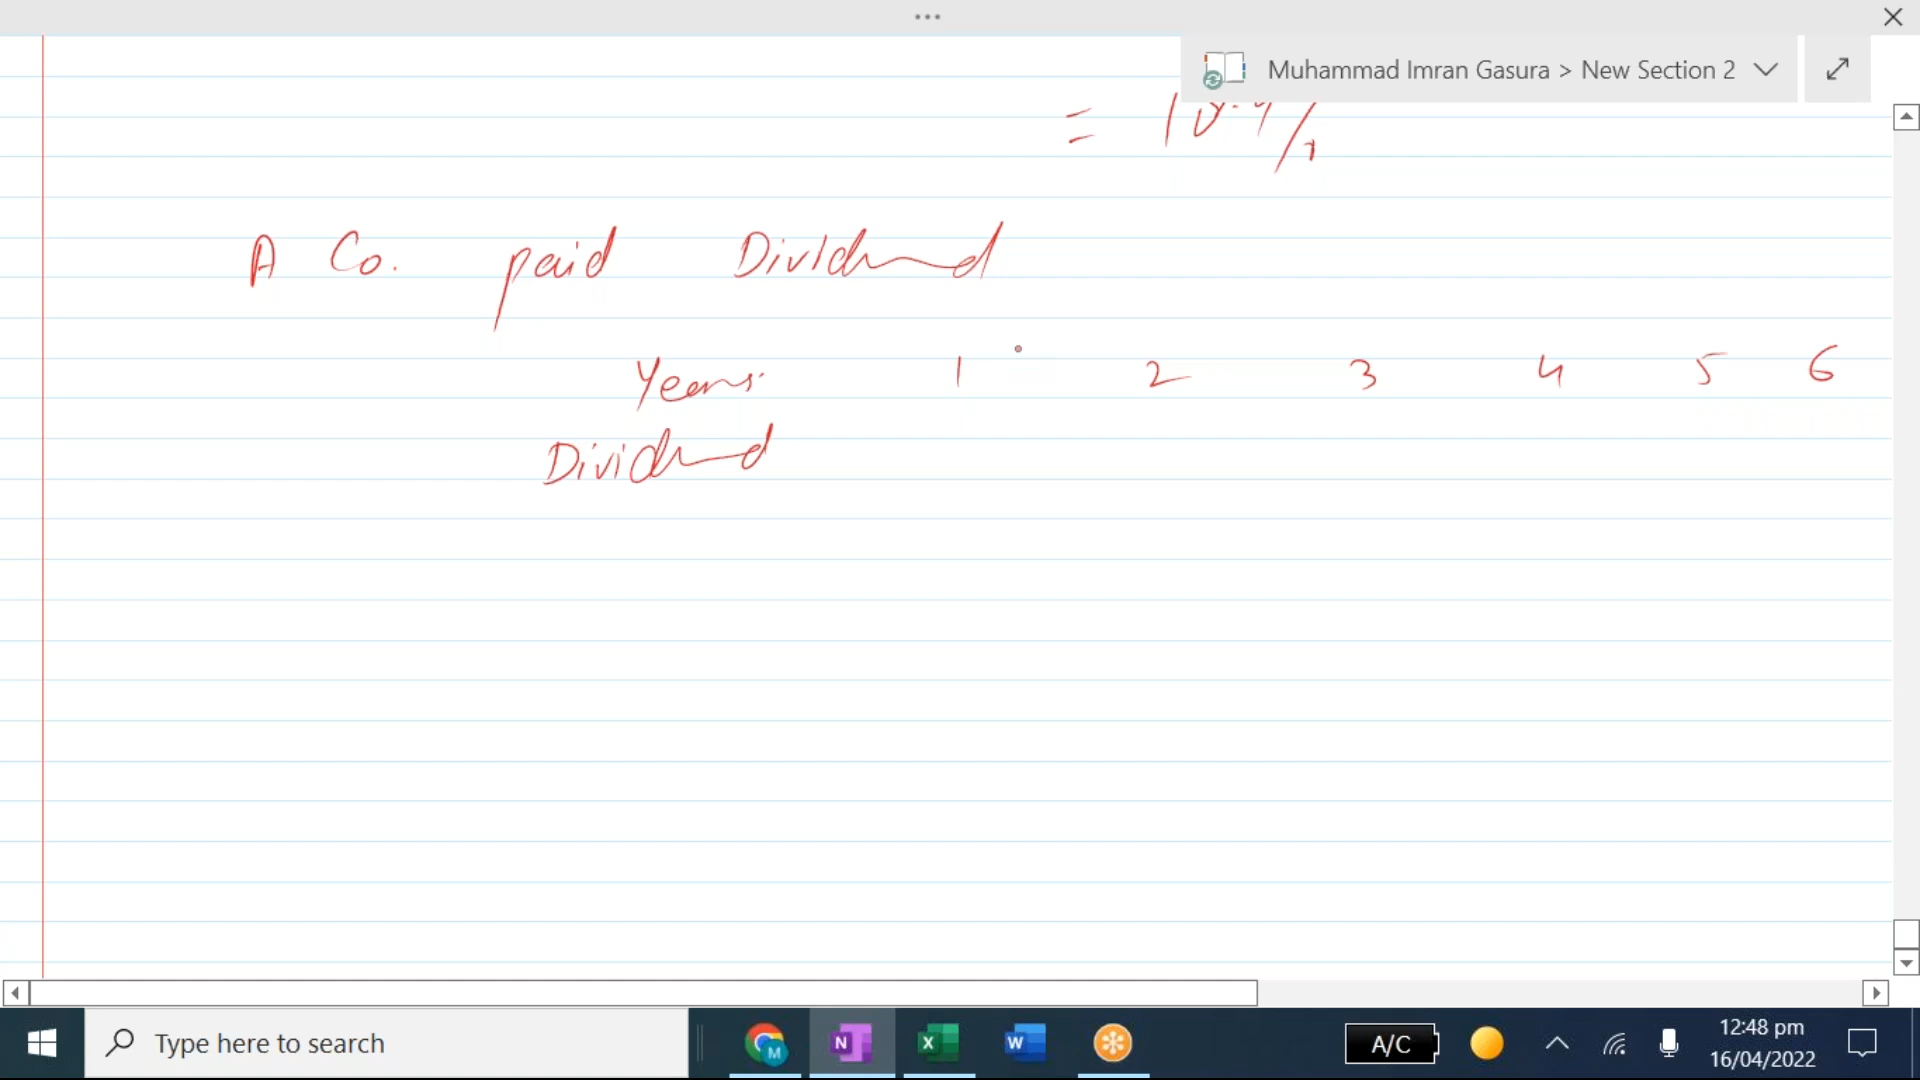 Muhammad Imran Gasura > New Section 2
=
A Co. paid Dividend
Years 1 2 3 4 5 6
Dividend
Type here to search
A/C
12:48 pm
16/04/2022